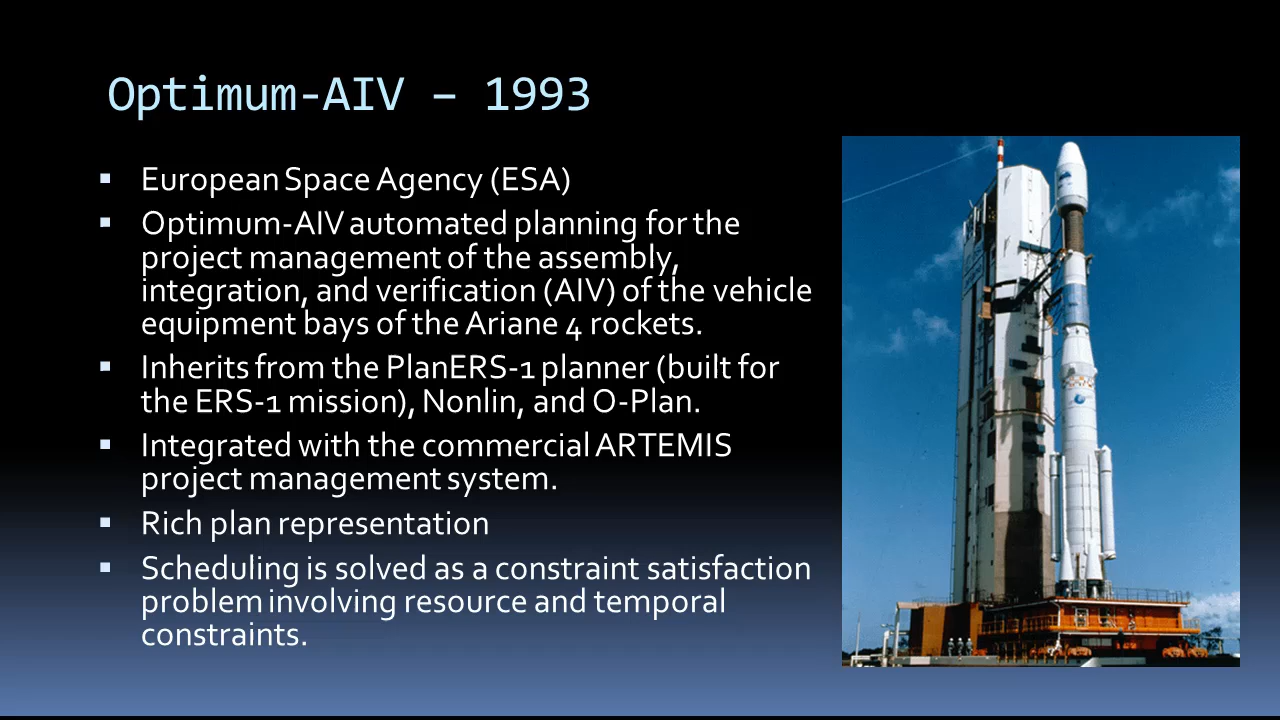 Optimum-AIV – 1993
▪ European Space Agency (ESA)
▪ Optimum-AIV automated planning for the
project management of the assembly,
integration, and verification (AIV) of the vehicle
equipment bays of the Ariane 4 rockets.
▪ Inherits from the PlanERS-1 planner (built for
the ERS-1 mission), Nonlin, and O-Plan.
▪ Integrated with the commercial ARTEMIS
project management system.
▪ Rich plan representation
▪ Scheduling is solved as a constraint satisfaction
problem involving resource and temporal
constraints.